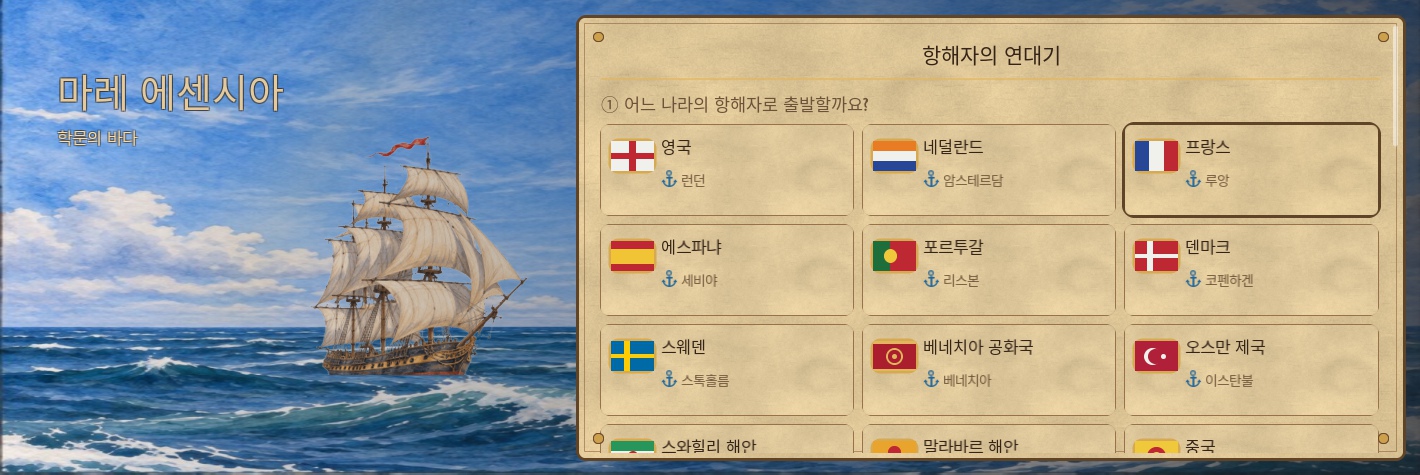 마레 에센시아
학문의 바다
항해자의 연대기
① 어느 나라의 항해자로 출발할까요?
영국
런던
네덜란드
암스테르담
프랑스
루앙
에스파냐
세비야
포르투갈
리스본
덴마크
코펜하겐
스웨덴
스톡홀름
베네치아 공화국
베네치아
오스만 제국
이스탄불
스와힐리 해안
말라바르 해안
중국